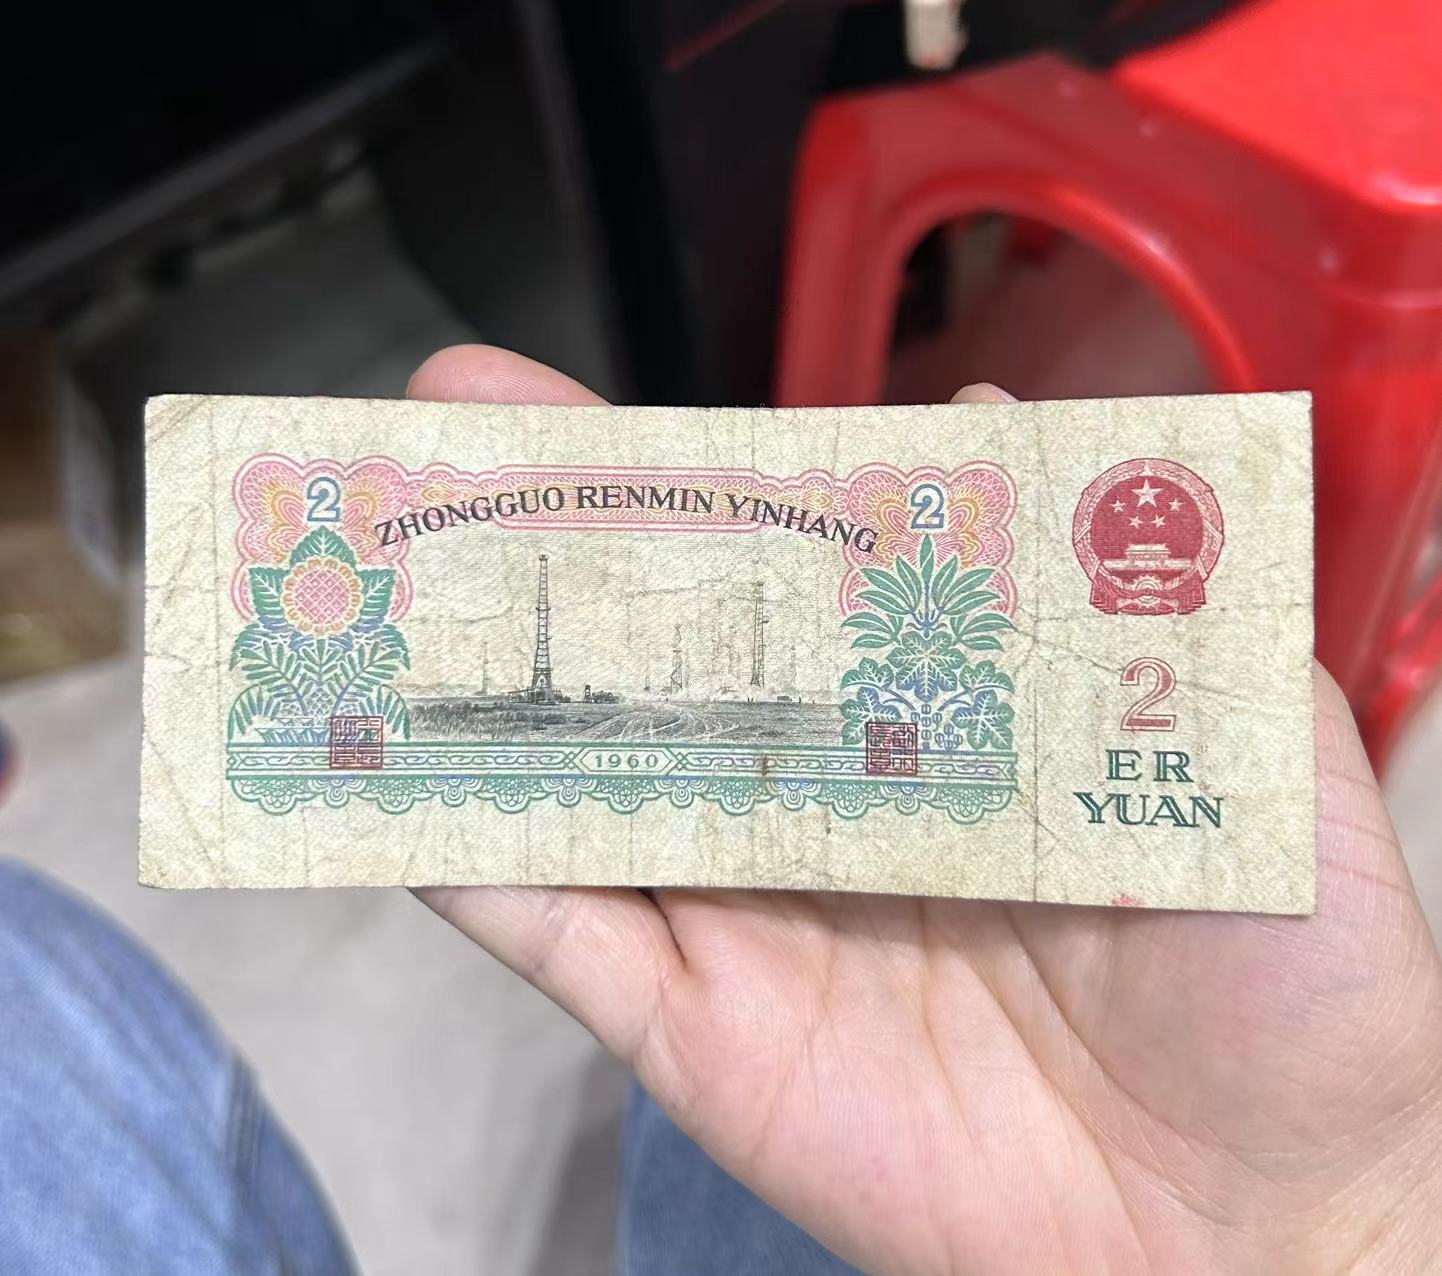 2
2
ZHONGGUO RENMIN YINHANG
1960
2
ER
YUAN